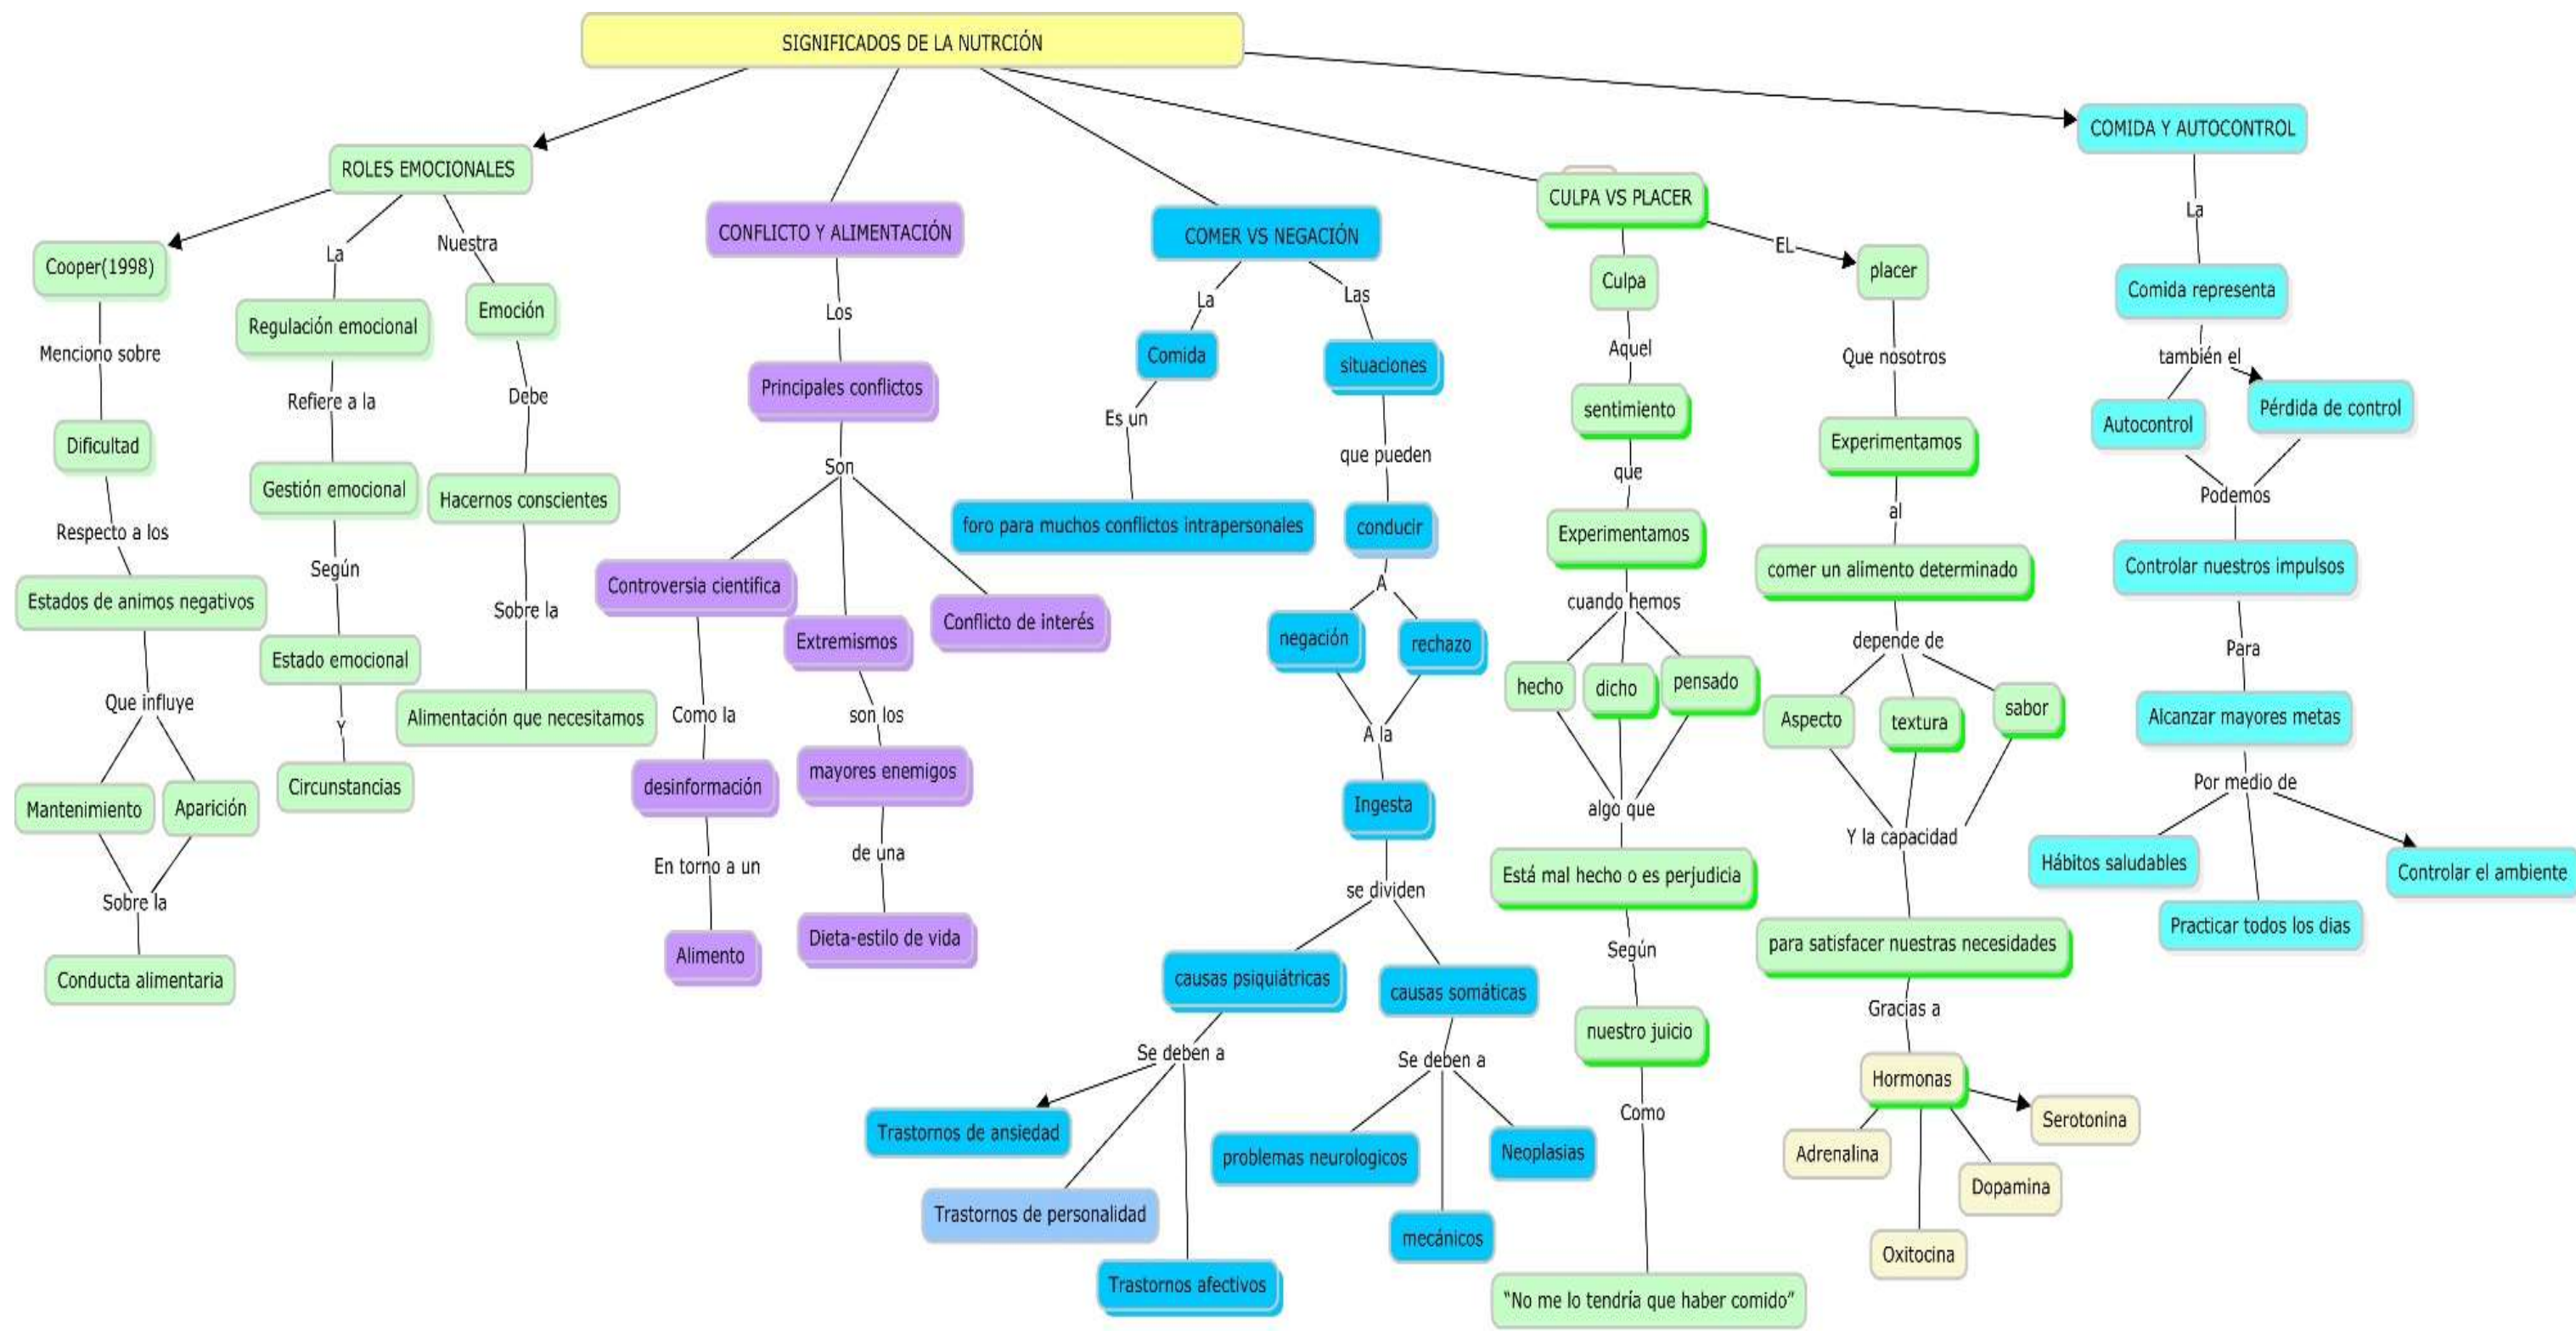 SIGNIFICADOS DE LA NUTRCIÓN
ROLES EMOCIONALES
Cooper(1998)
Menciono sobre
Dificultad
Respecto a los
Estados de animos negativos
Que influye
Mantenimiento
Aparición
Sobre la
Conducta alimentaria
La
Regulación emocional
Refiere a la
Gestión emocional
Según
Estado emocional
Y
Circunstancias
Nuestra
Emoción
Debe
Hacernos conscientes
Sobre la
Alimentación que necesitamos
CONFLICTO Y ALIMENTACIÓN
Los
Principales conflictos
Son
Controversia cientifica
Como la
desinformación
En torno a un
Alimento
Extremismos
son los
mayores enemigos
de una
Dieta-estilo de vida
Conflicto de interés
COMER VS NEGACIÓN
La
Comida
Es un
foro para muchos conflictos intrapersonales
Las
situaciones
que pueden
conducir
A
negación
rechazo
A la
Ingesta
se dividen
causas psiquiátricas
Se deben a
Trastornos de ansiedad
Trastornos de personalidad
Trastornos afectivos
causas somáticas
Se deben a
problemas neurologicos
mecánicos
Neoplasias
CULPA VS PLACER
Culpa
Aquel
sentimiento
que
Experimentamos
cuando hemos
hecho
dicho
pensado
algo que
Está mal hecho o es perjudicia
Según
nuestro juicio
Como
“No me lo tendría que haber comido”
EL
placer
Que nosotros
Experimentamos
al
comer un alimento determinado
depende de
Aspecto
textura
sabor
Y la capacidad
para satisfacer nuestras necesidades
Gracias a
Hormonas
Adrenalina
Oxitocina
Dopamina
Serotonina
COMIDA Y AUTOCONTROL
La
Comida representa
también el
Autocontrol
Pérdida de control
Podemos
Controlar nuestros impulsos
Para
Alcanzar mayores metas
Por medio de
Hábitos saludables
Practicar todos los dias
Controlar el ambiente